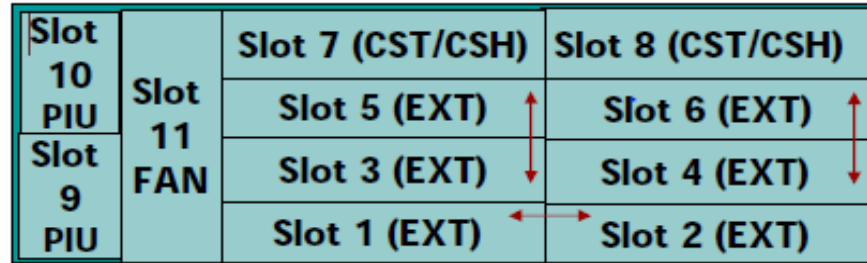 Slot
10
PIU
Slot
9
PIU
Slot
11
FAN
Slot 7 (CST/CSH)
Slot 8 (CST/CSH)
Slot 5 (EXT)
Slot 6 (EXT)
Slot 3 (EXT)
Slot 4 (EXT)
Slot 1 (EXT)
Slot 2 (EXT)